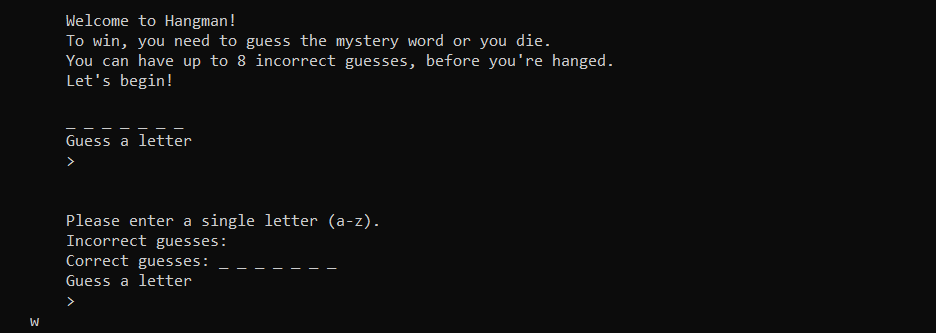 Welcome to Hangman!
To win, you need to guess the mystery word or you die.
You can have up to 8 incorrect guesses, before you're hanged.
Let's begin!
_ _ _ _ _ _ _
Guess a letter
>
Please enter a single letter (a-z).
Incorrect guesses:
Correct guesses: _ _ _ _ _ _ _
Guess a letter
>
w